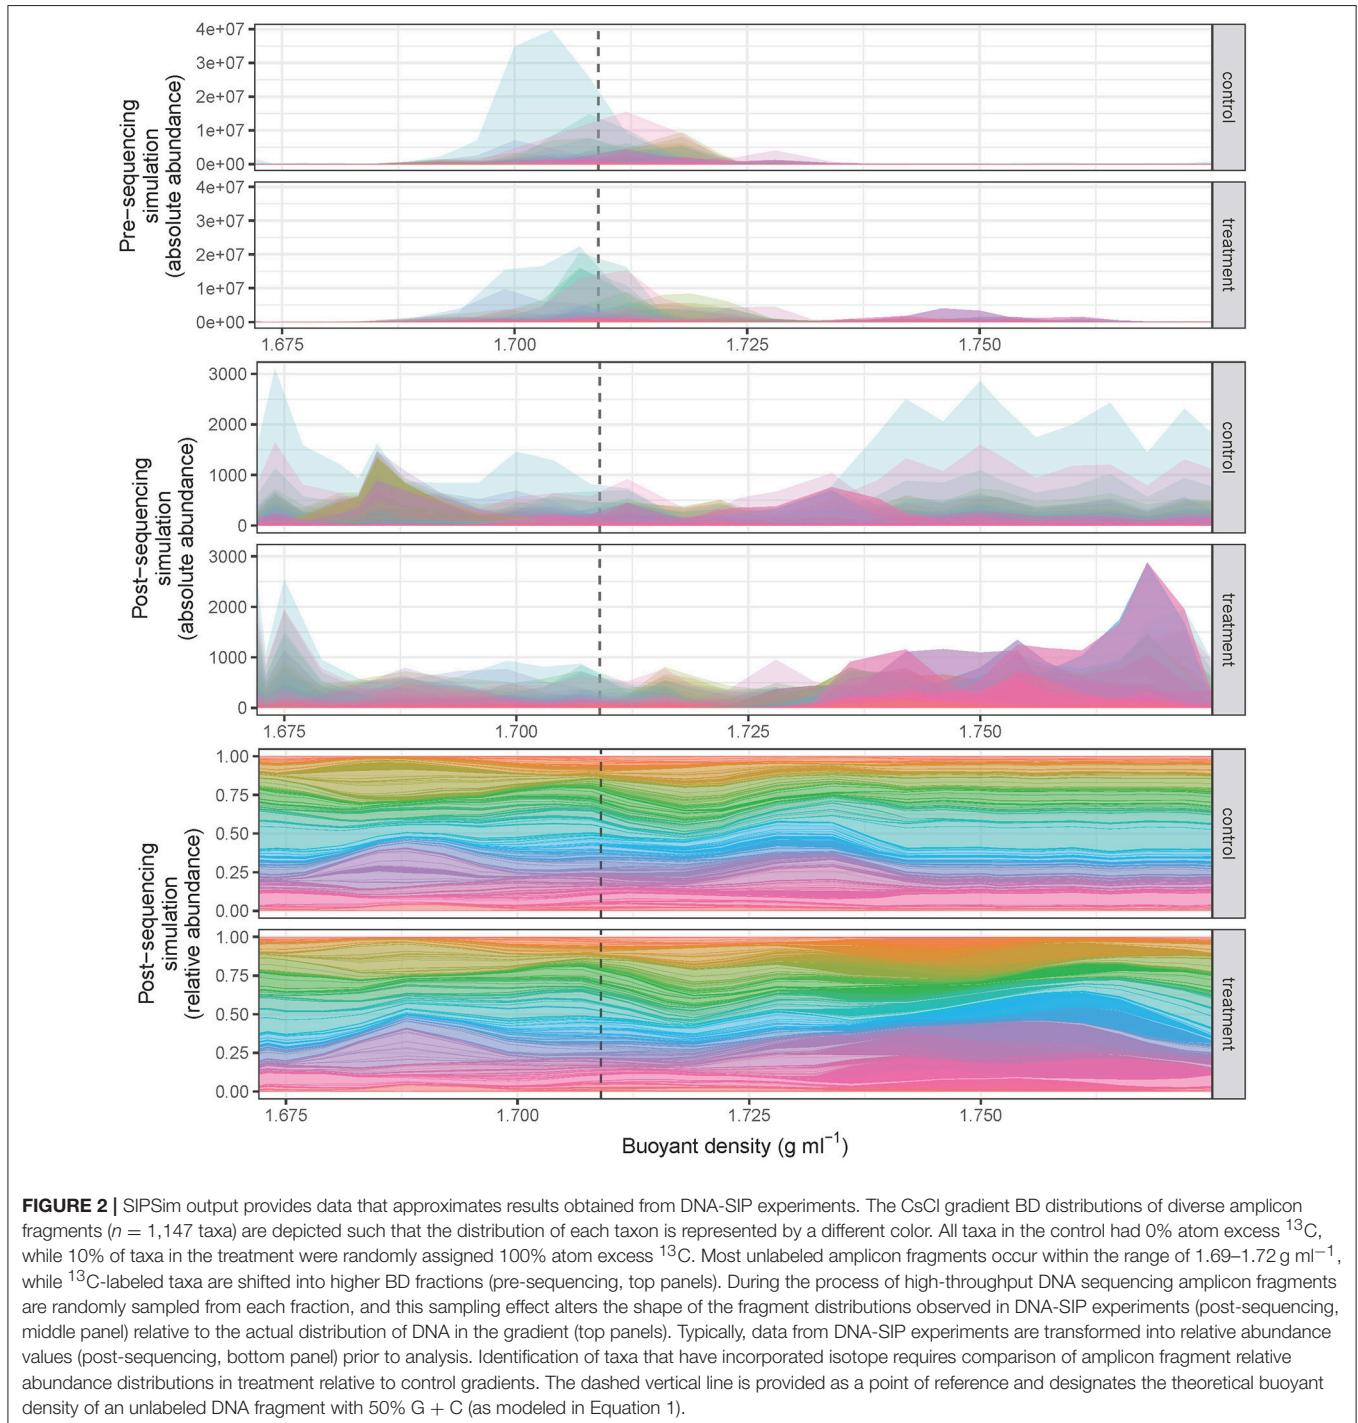 4e+07
3e+07
2e+07
1e+07
0e+00
control
4e+07
3e+07
2e+07
1e+07
0e+00
treatment
Pre−sequencing
simulation
(absolute abundance)
1.675
1.700
1.725
1.750
3000
2000
1000
0
control
3000
2000
1000
0
treatment
Post−sequencing
simulation
(absolute abundance)
1.675
1.700
1.725
1.750
1.00
0.75
0.50
0.25
0.00
control
1.00
0.75
0.50
0.25
0.00
treatment
Post−sequencing
simulation
(relative abundance)
1.675
1.700
1.725
1.750
Buoyant density (g ml⁻¹)
FIGURE 2 | SIPSim output provides data that approximates results obtained from DNA-SIP experiments. The CsCl gradient BD distributions of diverse amplicon
fragments (n = 1,147 taxa) are depicted such that the distribution of each taxon is represented by a different color. All taxa in the control had 0% atom excess ¹³C,
while 10% of taxa in the treatment were randomly assigned 100% atom excess ¹³C. Most unlabeled amplicon fragments occur within the range of 1.69–1.72 g ml⁻¹,
while ¹³C-labeled taxa are shifted into higher BD fractions (pre-sequencing, top panels). During the process of high-throughput DNA sequencing amplicon fragments
are randomly sampled from each fraction, and this sampling effect alters the shape of the fragment distributions observed in DNA-SIP experiments (post-sequencing,
middle panel) relative to the actual distribution of DNA in the gradient (top panels). Typically, data from DNA-SIP experiments are transformed into relative abundance
values (post-sequencing, bottom panel) prior to analysis. Identification of taxa that have incorporated isotope requires comparison of amplicon fragment relative
abundance distributions in treatment relative to control gradients. The dashed vertical line is provided as a point of reference and designates the theoretical buoyant
density of an unlabeled DNA fragment with 50% G + C (as modeled in Equation 1).